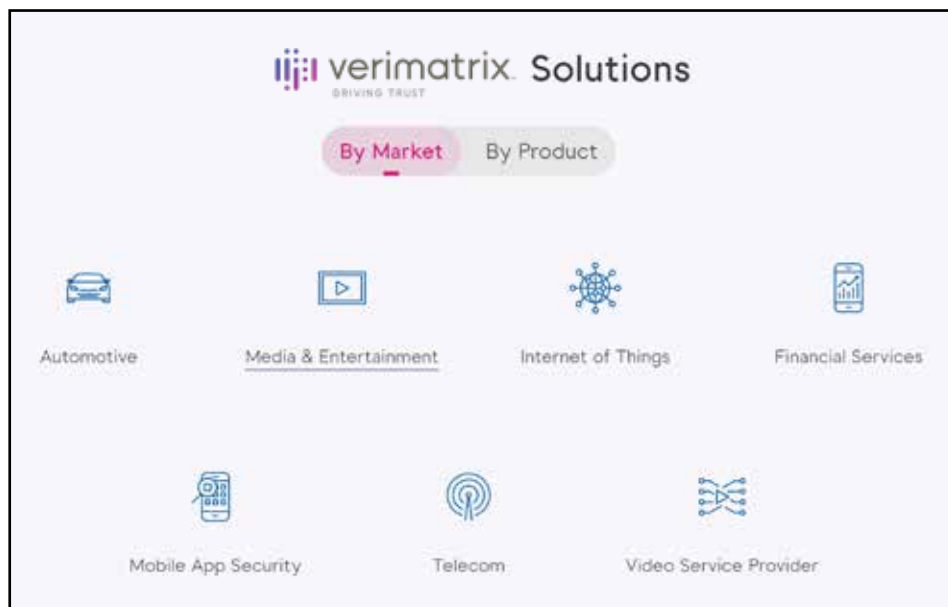 verimatrix. Solutions
DRIVING TRUST
By Market By Product
Automotive Media & Entertainment Internet of Things Financial Services
Mobile App Security Telecom Video Service Provider